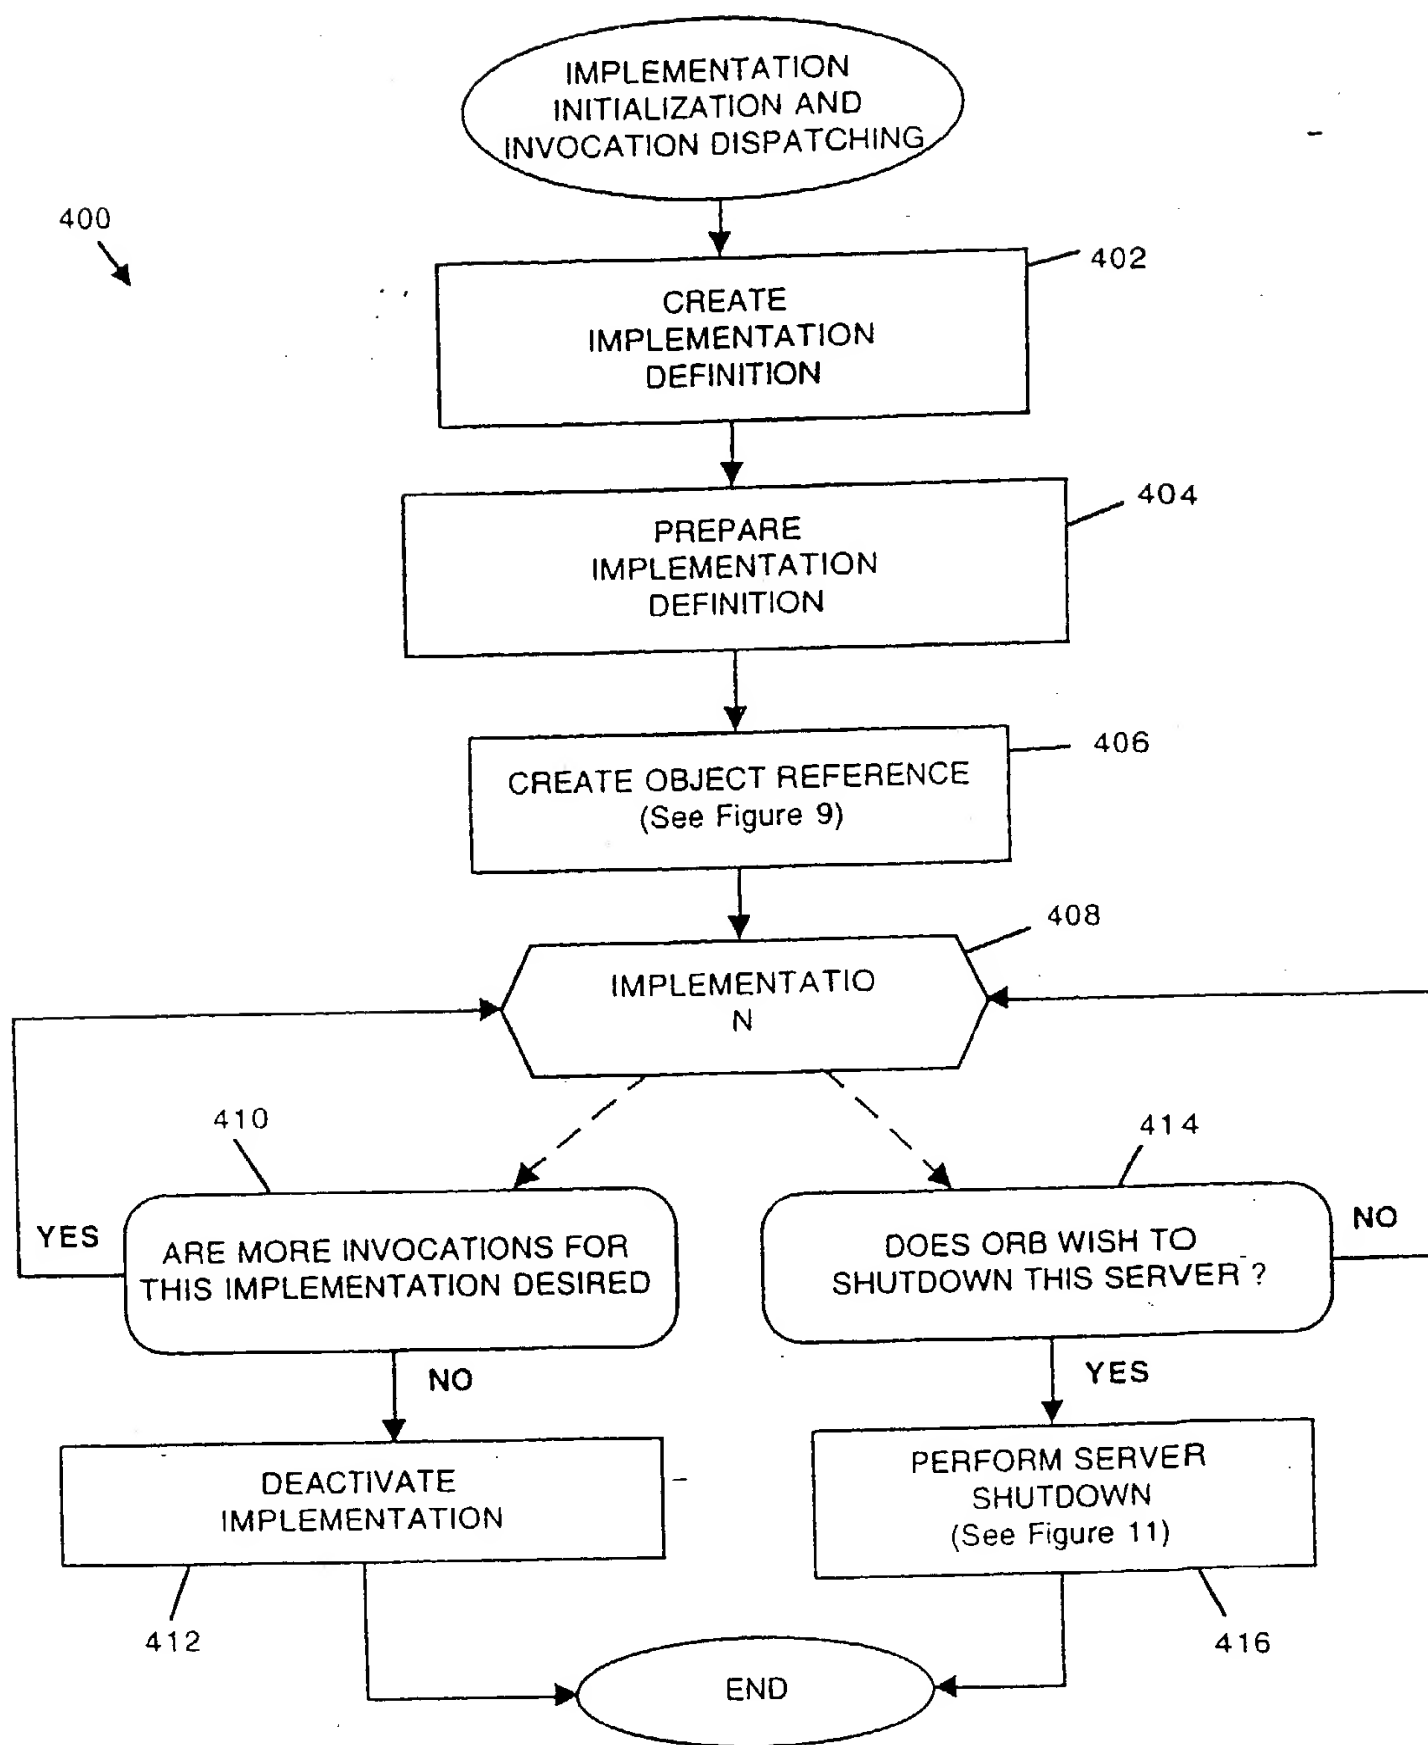 IMPLEMENTATION
INITIALIZATION AND
INVOCATION DISPATCHING
400
402
CREATE
IMPLEMENTATION
DEFINITION
404
PREPARE
IMPLEMENTATION
DEFINITION
406
CREATE OBJECT REFERENCE
(See Figure 9)
408
IMPLEMENTATIO
N
410
414
YES
ARE MORE INVOCATIONS FOR
THIS IMPLEMENTATION DESIRED
DOES ORB WISH TO
SHUTDOWN THIS SERVER ?
NO
NO
YES
DEACTIVATE
IMPLEMENTATION
PERFORM SERVER
SHUTDOWN
(See Figure 11)
412
416
END